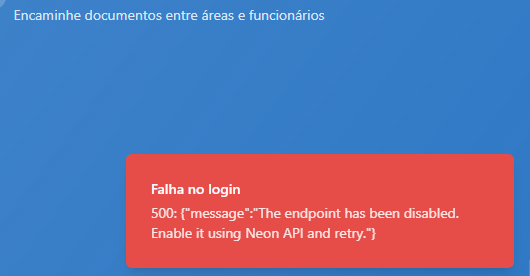 Encaminhe documentos entre áreas e funcionários
Falha no login
500: {"message":"The endpoint has been disabled.
Enable it using Neon API and retry."}